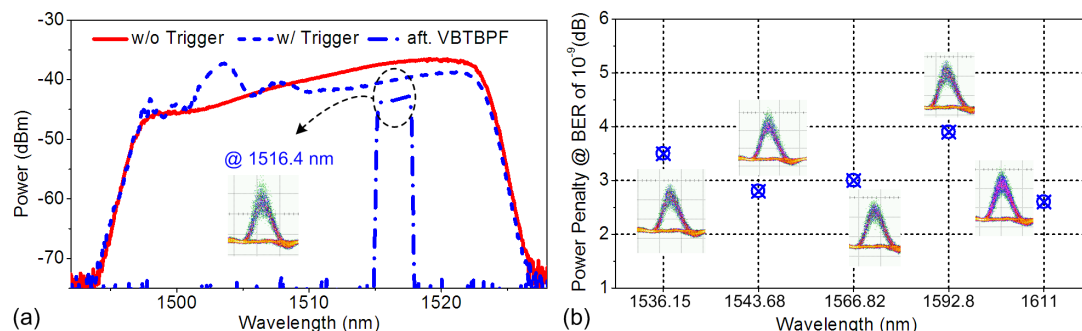 -30
w/o Trigger w/ Trigger aft. VBTBPF
-40
-50
-60
-70
Power (dBm)
@ 1516.4 nm
1500 1510 1520
Wavelength (nm)
(a)
6
5
4
3
2
1
Power Penalty @ BER of 10⁻⁹(dB)
1536.15 1543.68 1566.82 1592.8 1611
Wavelength (nm)
(b)